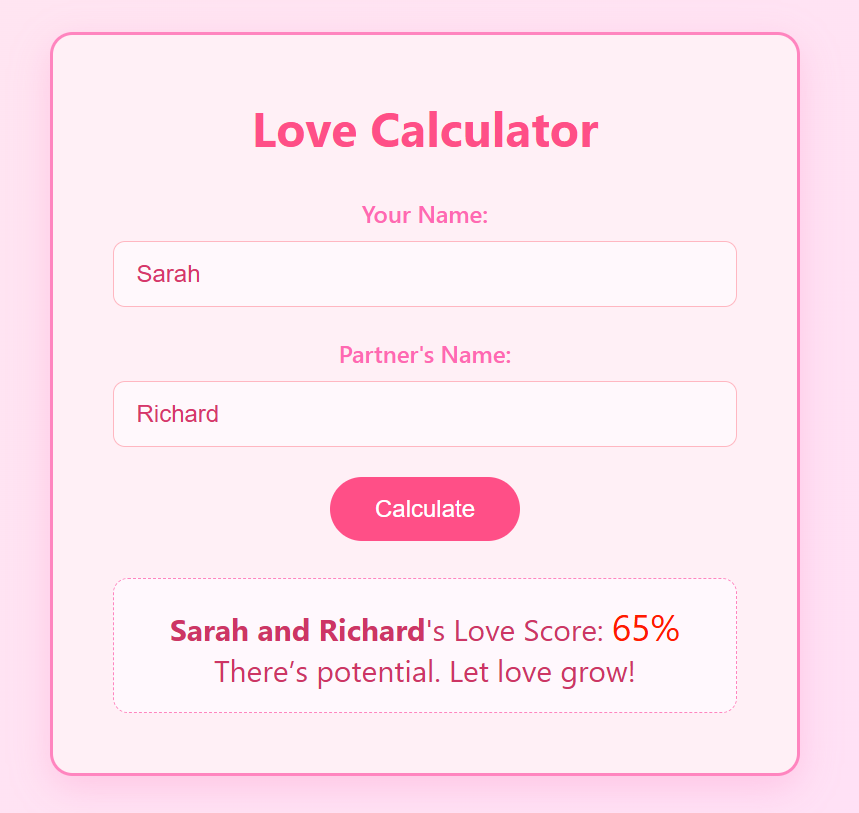 Love Calculator
Your Name:
Sarah
Partner's Name:
Richard
Calculate
Sarah and Richard's Love Score: 65%
There’s potential. Let love grow!